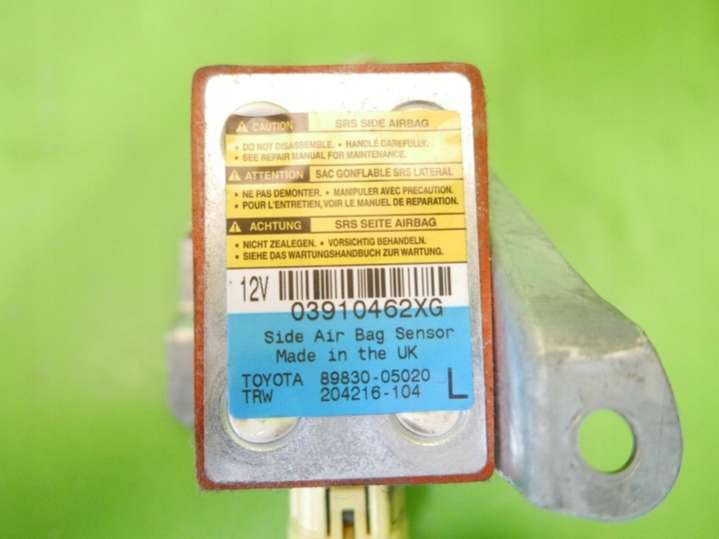 CAUTION SRS SIDE AIRBAG
• DO NOT DISASSEMBLE. • HANDLE CAREFULLY.
• SEE REPAIR MANUAL FOR MAINTENANCE.
ATTENTION SAC GONFLABLE SRS LATERAL
• NE PAS DEMONTER. • MANIPULER AVEC PRECAUTION.
• POUR L'ENTRETIEN, VOIR LE MANUEL DE REPARATION.
ACHTUNG SRS SEITE AIRBAG
• NICHT ZEALEGEN. • VORSICHTIG BEHANDELN.
• SIEHE DAS WARTUNGSHANDBUCH ZUR WARTUNG.
12V
03910462XG
Side Air Bag Sensor
Made in the UK
TOYOTA 89830-05020
TRW 204216-104 L